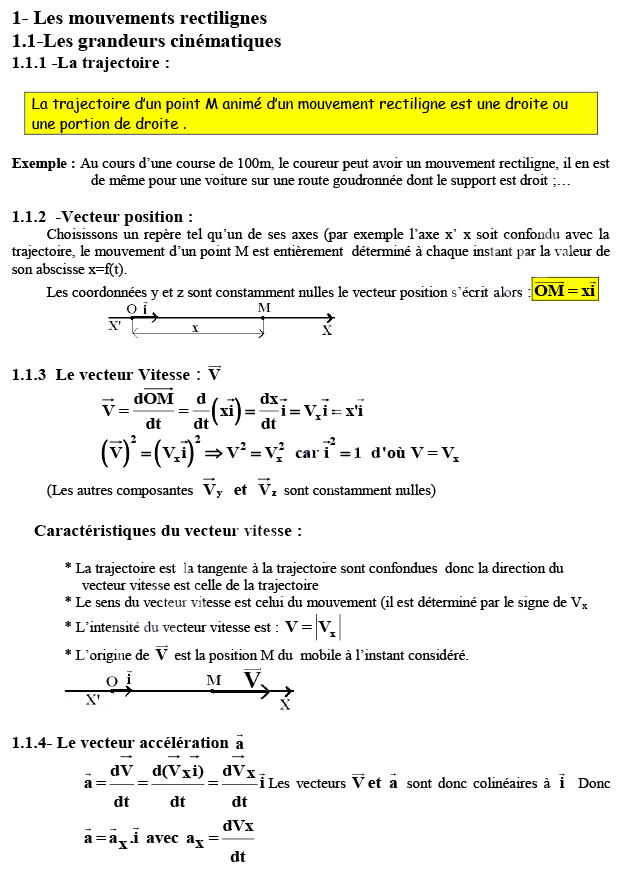 1- Les mouvements rectilignes
1.1-Les grandeurs cinématiques
1.1.1 -La trajectoire :
La trajectoire d'un point M animé d'un mouvement rectiligne est une droite ou
une portion de droite .
Exemple : Au cours d'une course de 100m, le coureur peut avoir un mouvement rectiligne, il en est
de même pour une voiture sur une route goudronnée dont le support est droit ;…
1.1.2 -Vecteur position :
Choisissons un repère tel qu'un de ses axes (par exemple l'axe x' x soit confondu avec la
trajectoire, le mouvement d'un point M est entièrement déterminé à chaque instant par la valeur de
son abscisse x=f(t).
Les coordonnées y et z sont constamment nulles le vecteur position s'écrit alors : $\overrightarrow{OM} = x\vec{i}$
O $\vec{i}$ M
X' x X
1.1.3 Le vecteur Vitesse : $\vec{V}$
$\vec{V} = \frac{d\overrightarrow{OM}}{dt} = \frac{d}{dt}(x\vec{i}) = \frac{dx}{dt}\vec{i} = V_x\vec{i} = x'\vec{i}$
$(\vec{V})^2 = (V_x\vec{i})^2 \Rightarrow V^2 = V_x^2$ car $\vec{i}^2 = 1$ d'où $V = V_x$
(Les autres composantes $\vec{V}_y$ et $\vec{V}_z$ sont constamment nulles)
Caractéristiques du vecteur vitesse :
* La trajectoire est la tangente à la trajectoire sont confondues donc la direction du
vecteur vitesse est celle de la trajectoire
* Le sens du vecteur vitesse est celui du mouvement (il est déterminé par le signe de $V_x$
* L'intensité du vecteur vitesse est : $V = |V_x|$
* L'origine de $\vec{V}$ est la position M du mobile à l'instant considéré.
O $\vec{i}$ M $\vec{V}$
X' X
1.1.4- Le vecteur accélération $\vec{a}$
$\vec{a} = \frac{d\vec{V}}{dt} = \frac{d(\vec{V}x\vec{i})}{dt} = \frac{d\vec{V}x}{dt}\vec{i}$ Les vecteurs $\vec{V}$ et $\vec{a}$ sont donc colinéaires à $\vec{i}$ Donc
$\vec{a} = \vec{a}_x.\vec{i}$ avec $a_x = \frac{dVx}{dt}$